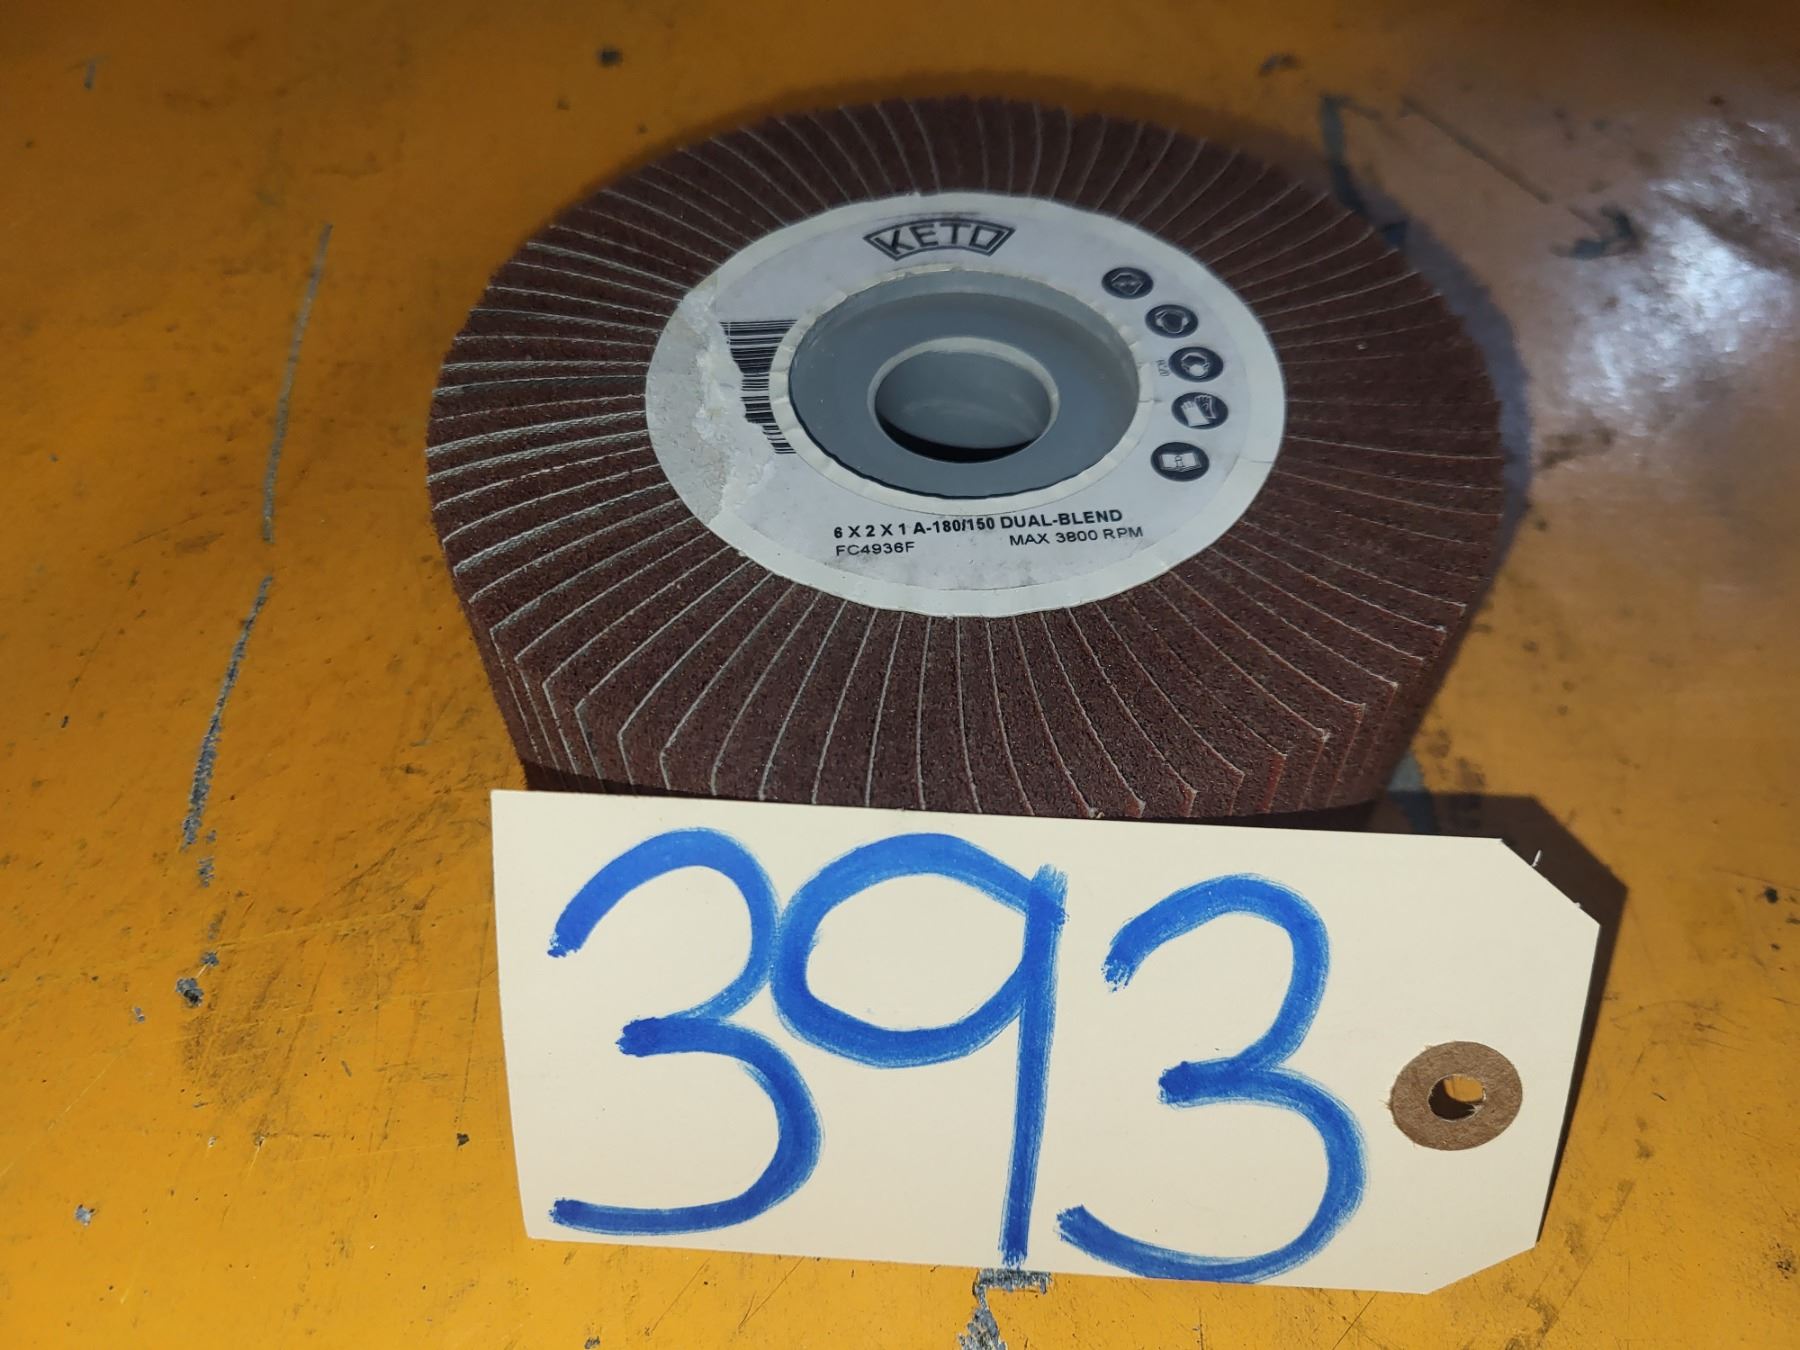 KETO
6 X 2 X 1 A-180/150 DUAL-BLEND
FC4936F MAX 3800 RPM
393